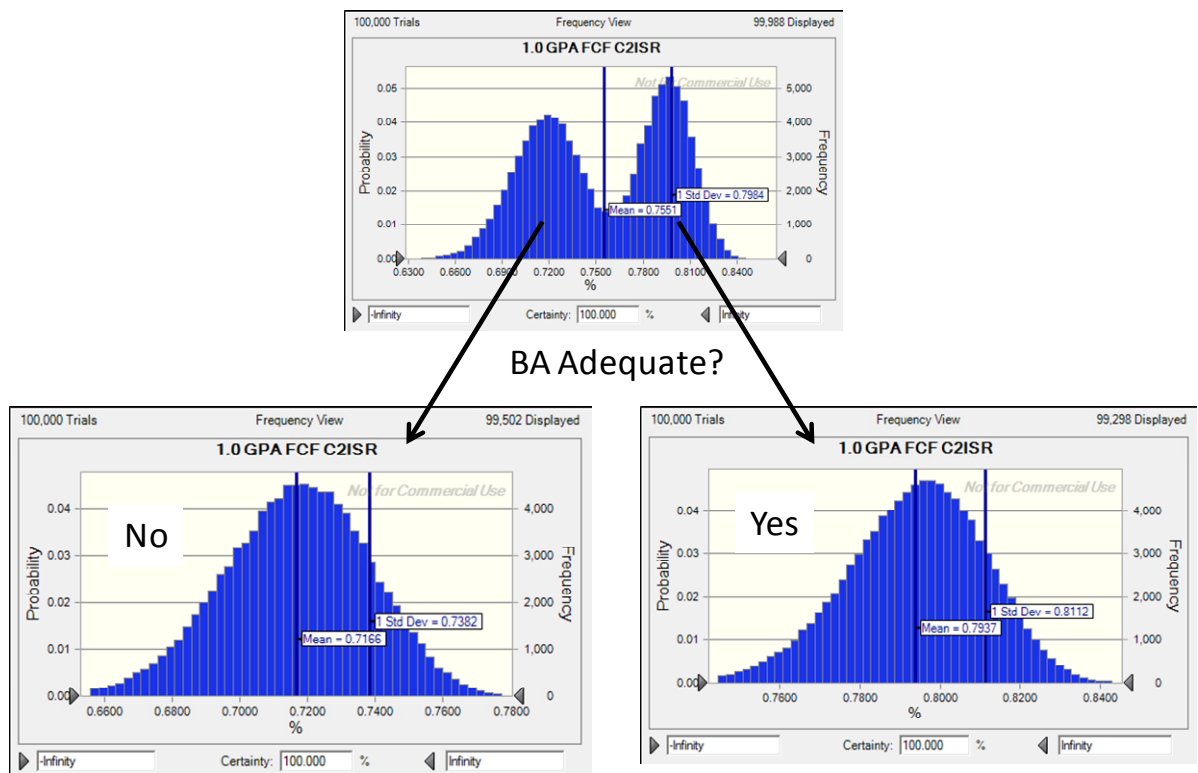 100,000 Trials Frequency View 99,988 Displayed
1.0 GPA FCF C2ISR
Not for Commercial Use
0.05 5,000
0.04 4,000
0.03 3,000
0.02 2,000
0.01 1,000
0.00 0
Probability
Frequency
1 Std Dev = 0.7984
Mean = 0.7551
0.6300 0.6600 0.6900 0.7200 0.7500 0.7800 0.8100 0.8400
%
-Infinity Certainty: 100.000 % Infinity
BA Adequate?
100,000 Trials Frequency View 99,502 Displayed
1.0 GPA FCF C2ISR
Not for Commercial Use
No
0.04 4,000
0.03 3,000
0.02 2,000
0.01 1,000
0.00 0
Probability
Frequency
1 Std Dev = 0.7382
Mean = 0.7166
0.6600 0.6800 0.7000 0.7200 0.7400 0.7600 0.7800
%
-Infinity Certainty: 100.000 % Infinity
100,000 Trials Frequency View 99,298 Displayed
1.0 GPA FCF C2ISR
Not for Commercial Use
Yes
0.04 4,000
0.03 3,000
0.02 2,000
0.01 1,000
0.00 0
Probability
Frequency
1 Std Dev = 0.8112
Mean = 0.7937
0.7600 0.7800 0.8000 0.8200 0.8400
%
-Infinity Certainty: 100.000 % Infinity